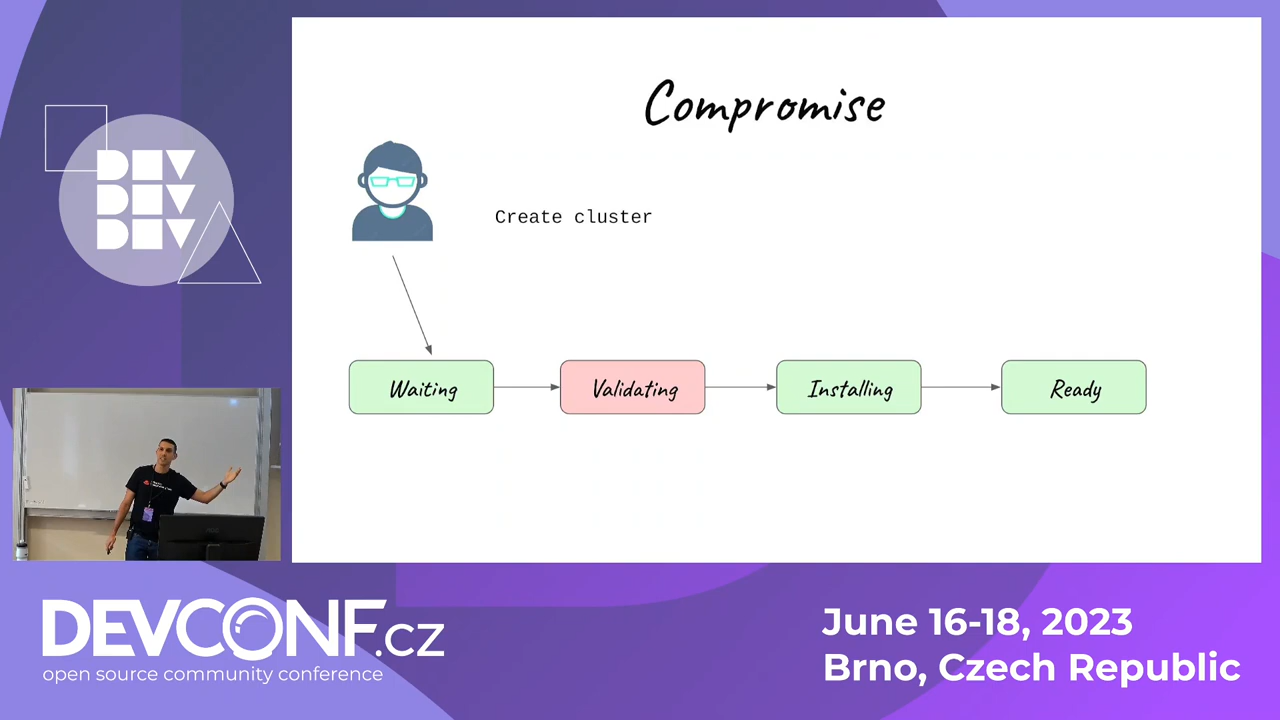 DEV
DEV
DEV
Compromise
Create cluster
Waiting
Validating
Installing
Ready
DEVCONF.cz
open source community conference
June 16-18, 2023
Brno, Czech Republic